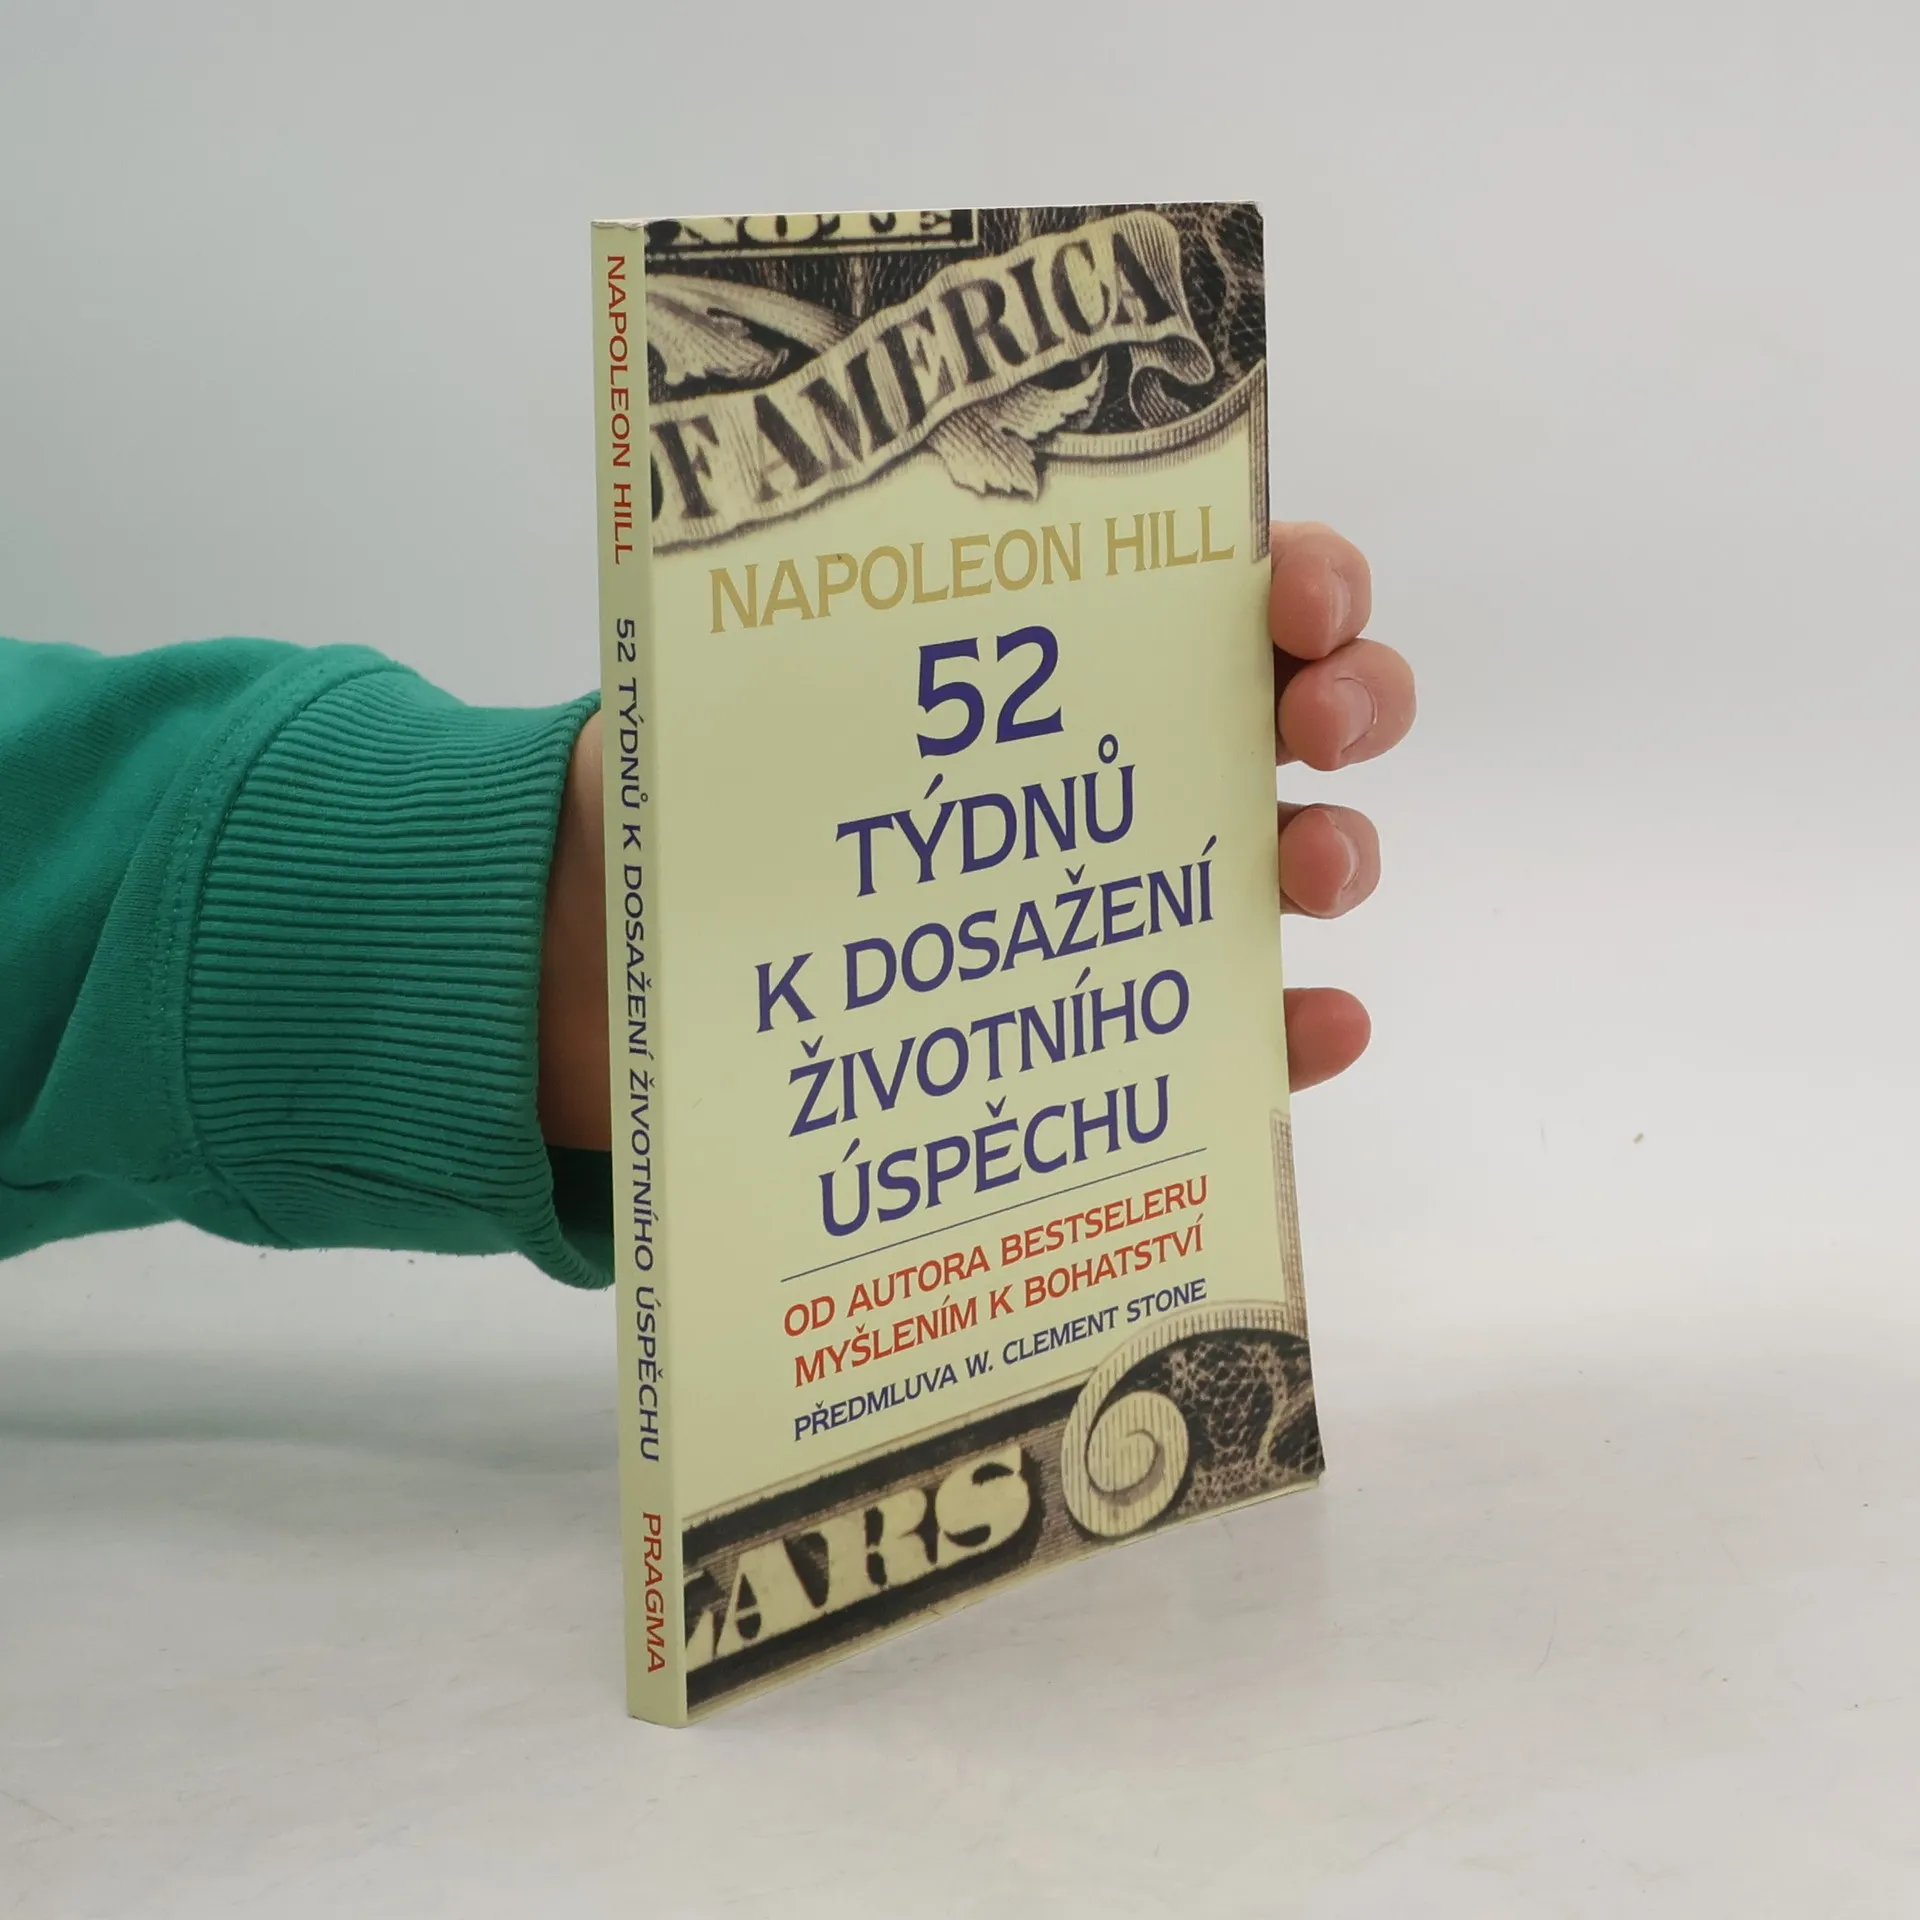 NAPOLEON HILL 52 TÝDNŮ K DOSAŽENÍ ŽIVOTNÍHO ÚSPĚCHU PRAGMA
NOTE
OF AMERICA
NAPOLEON HILL
52
TÝDNŮ
K DOSAŽENÍ
ŽIVOTNÍHO
ÚSPĚCHU
OD AUTORA BESTSELERU
MYŠLENÍM K BOHATSTVÍ
PŘEDMLUVA W. CLEMENT STONE
LARS